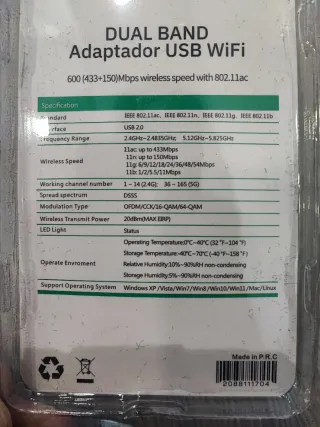 DUAL BAND
Adaptador USB WiFi
600 (433+150)Mbps wireless speed with 802.11ac
Specification
Standard IEEE 802.11ac, IEEE 802.11n, IEEE 802.11g, IEEE 802.11b
rface USB 2.0
Frequency Range 2.4GHz~2.4835GHz; 5.12GHz~5.825GHz
Wireless Speed
11ac: up to 433Mbps
11n: up to 150Mbps
11g: 6/9/12/18/24/36/48/54Mbps
11b: 1/2/5.5/11Mbps
Working channel number 1 ~ 14 (2.4G); 36 ~ 165 (5G)
Spread spectrum DSSS
Modulation Type OFDM/CCK/16-QAM/64-QAM
Wireless Transmit Power 20dBm(MAX EIRP)
LED Light Status
Operate Enviroment
Operating Temperature:0℃~40℃ (32 ℉~104 ℉)
Storage Temperature:-40℃~70℃ (-40 ℉~158 ℉)
Relative Humidity:10%~90%RH non-condensing
Storage Humidity:5%~90%RH non-condensing
Support Operating System Windows XP /Vista/Win7/Win8/Win10/Win11/Mac/Linux
Made in P.R.C
2088111704